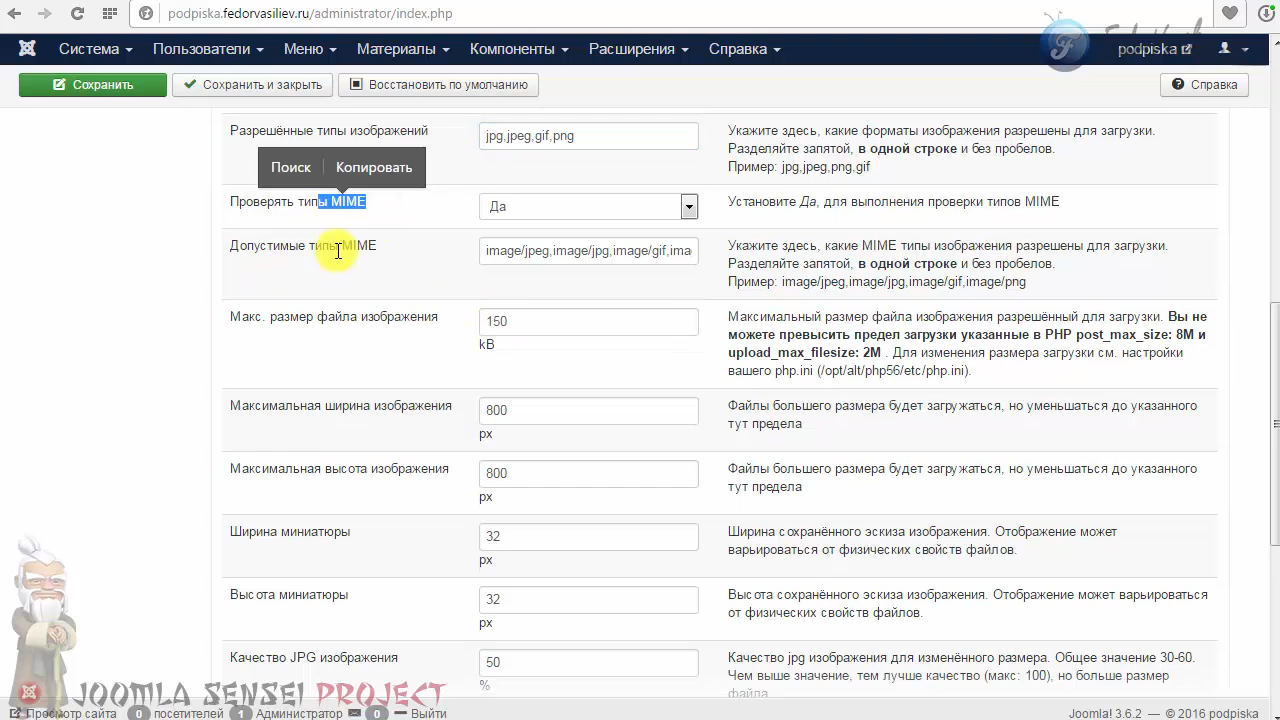 podpiska.fedorvasiliev.ru/administrator/index.php
Система Пользователи Меню Материалы Компоненты Расширения Справка podpiska
Сохранить Сохранить и закрыть Восстановить по умолчанию Справка
Разрешённые типы изображений
jpg,jpeg,gif,png
Укажите здесь, какие форматы изображения разрешены для загрузки.
Разделяйте запятой, в одной строке и без пробелов.
Пример: jpg,jpeg,png,gif
Поиск Копировать
Проверять типы MIME
Да
Установите Да, для выполнения проверки типов MIME
Допустимые типы MIME
image/jpeg,image/jpg,image/gif,ima
Укажите здесь, какие MIME типы изображения разрешены для загрузки.
Разделяйте запятой, в одной строке и без пробелов.
Пример: image/jpeg,image/jpg,image/gif,image/png
Макс. размер файла изображения
150
kB
Максимальный размер файла изображения разрешённый для загрузки. Вы не
можете превысить предел загрузки указанные в PHP post_max_size: 8M и
upload_max_filesize: 2M . Для изменения размера загрузки см. настройки
вашего php.ini (/opt/alt/php56/etc/php.ini).
Максимальная ширина изображения
800
px
Файлы большего размера будет загружаться, но уменьшаться до указанного
тут предела
Максимальная высота изображения
800
px
Файлы большего размера будет загружаться, но уменьшаться до указанного
тут предела
Ширина миниатюры
32
px
Ширина сохранённого эскиза изображения. Отображение может
варьироваться от физических свойств файлов.
Высота миниатюры
32
px
Высота сохранённого эскиза изображения. Отображение может варьироваться
от физических свойств файлов.
Качество JPG изображения
50
%
Качество jpg изображения для изменённого размера. Общее значение 30-60.
Чем выше значение, тем лучше качество (макс: 100), но больше размер
файла
JOOMLA SENSEI PROJECT
Просмотр сайта 0 посетителей 1 Администратор 0 Выйти
Joomla! 3.6.2 — © 2016 podpiska